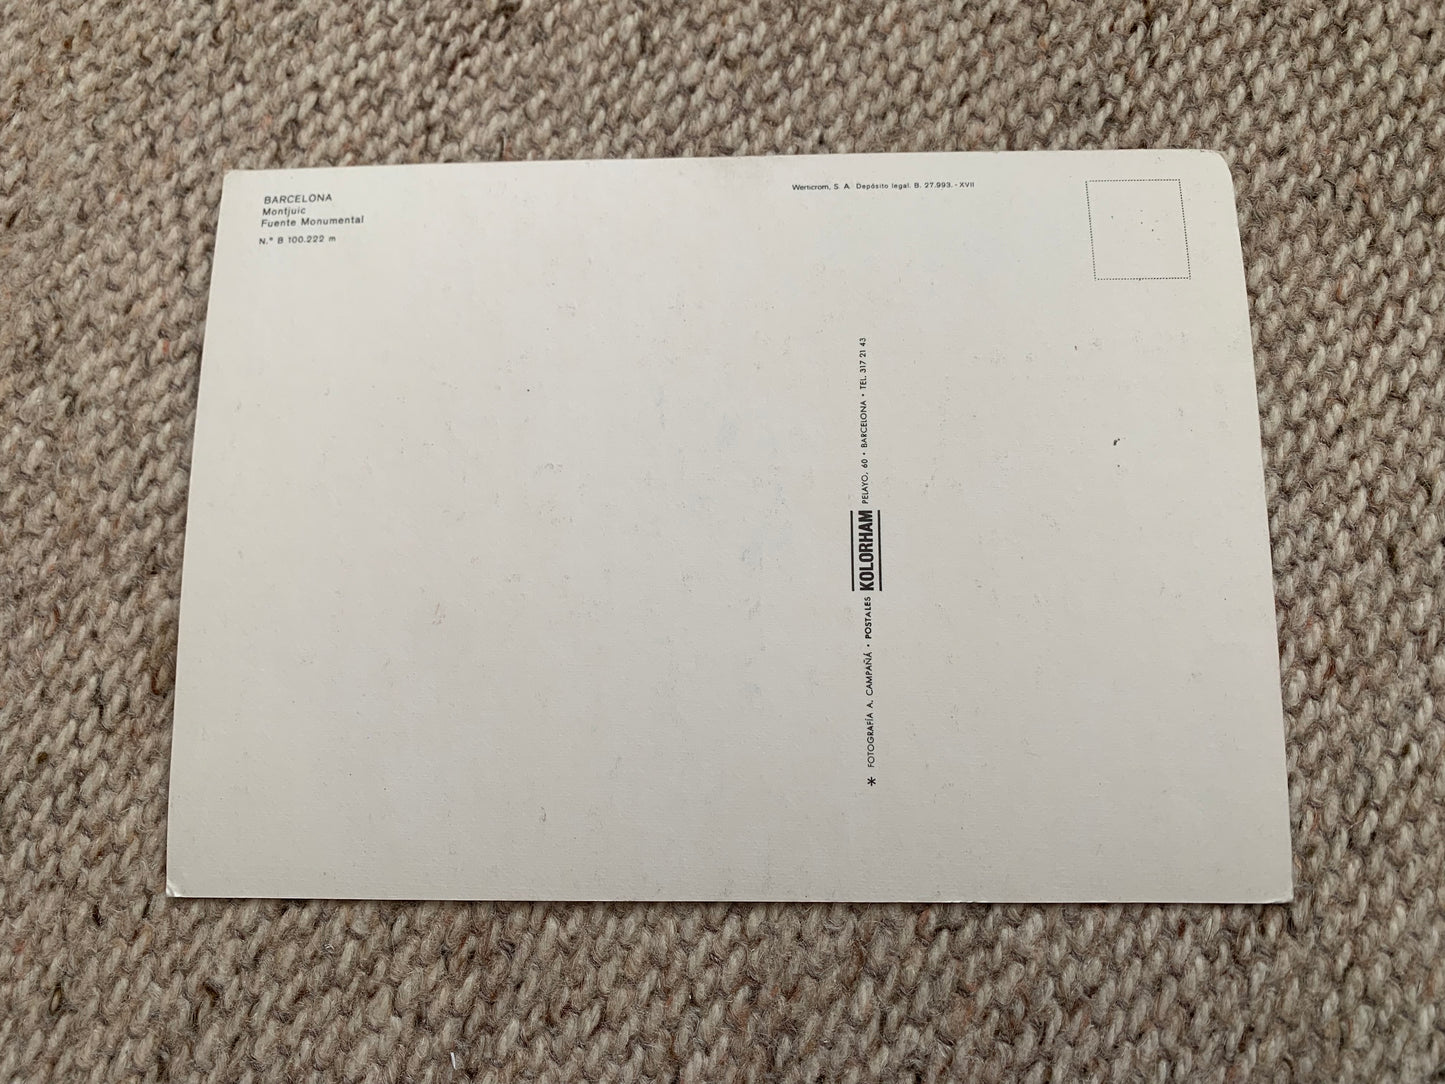 BARCELONA
Montjuic
Fuente Monumental
N.° B 100.222 m
Werticrom, S. A. Depósito legal. B. 27.993. - XVII
* FOTOGRAFÍA A. CAMPAÑÁ • POSTALES KOLORHAM PELAYO, 60 • BARCELONA • TEL. 317 21 43